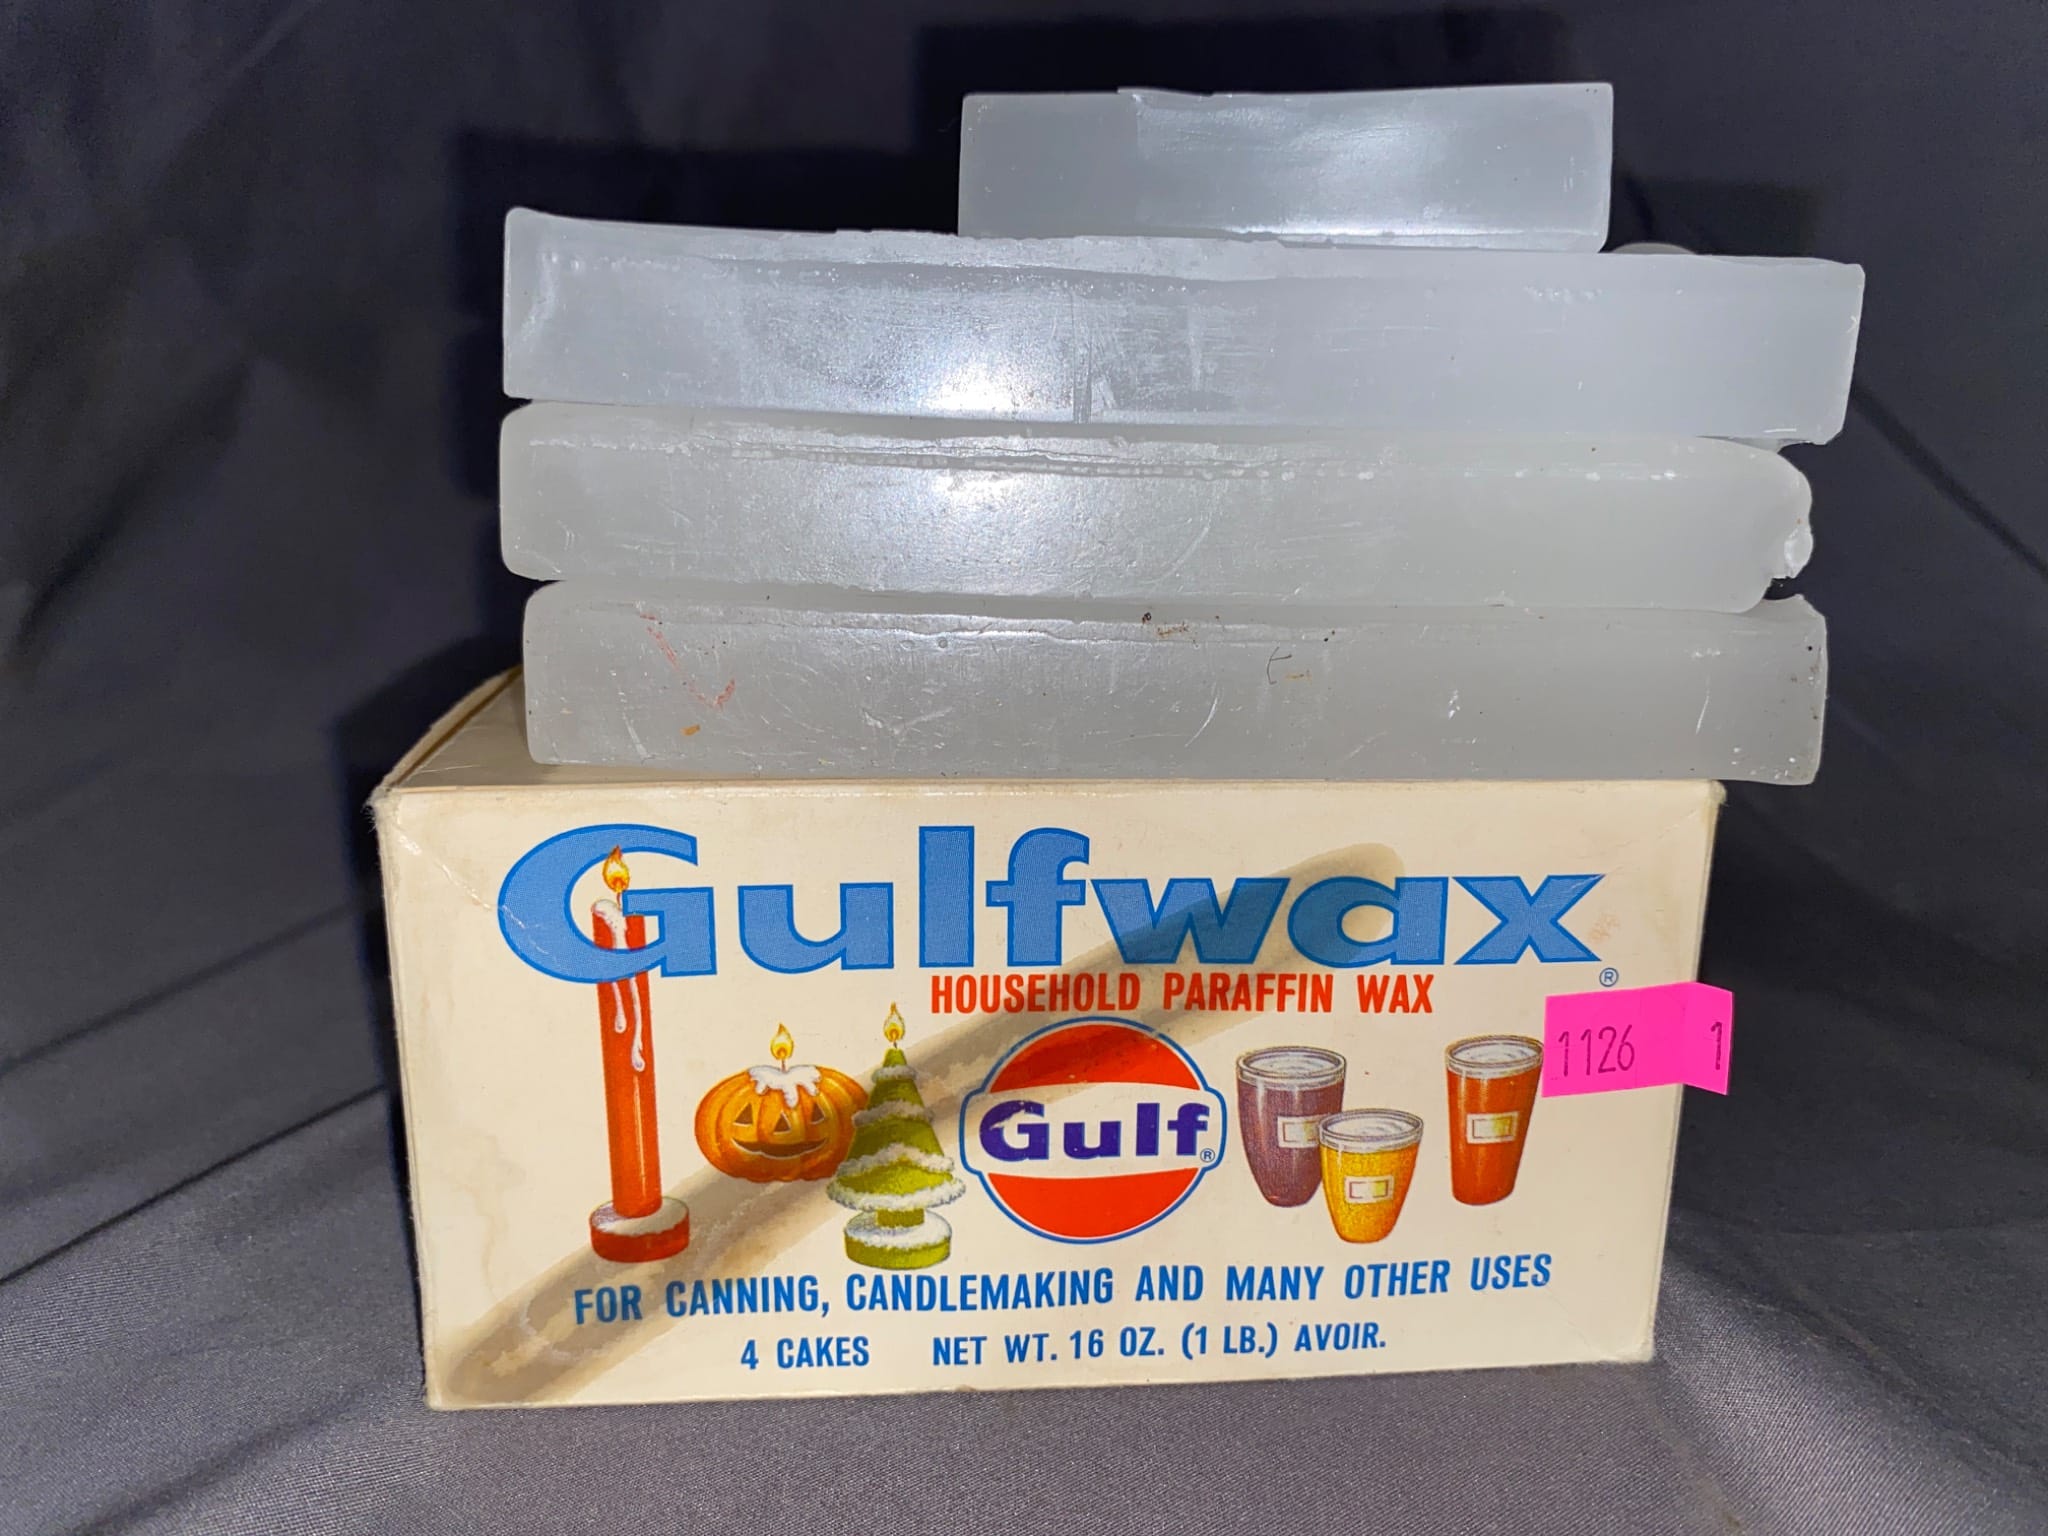 Gulfwax®
HOUSEHOLD PARAFFIN WAX
1126 1
Gulf®
FOR CANNING, CANDLEMAKING AND MANY OTHER USES
4 CAKES NET WT. 16 OZ. (1 LB.) AVOIR.